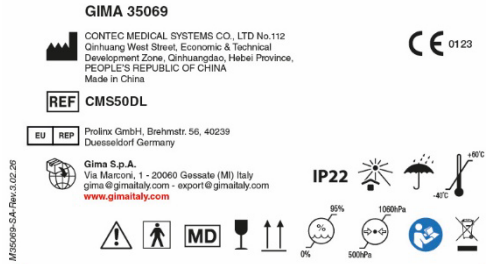 GIMA 35069
CONTEC MEDICAL SYSTEMS CO., LTD No.112
Qinhuang West Street, Economic & Technical
Development Zone, Qinhuangdao, Hebei Province,
PEOPLE'S REPUBLIC OF CHINA
Made in China
CE 0123
REF CMS50DL
EU REP
Prolinx GmbH, Brehmstr. 56, 40239
Duesseldorf Germany
Gima S.p.A.
Via Marconi, 1 - 20060 Gessate (MI) Italy
gima@gimaitaly.com - export@gimaitaly.com
www.gimaitaly.com
IP22
+60°C
-40°C
MD
95%
%
0%
1060hPa
500hPa
M35069-SA-Rev.3.02.26